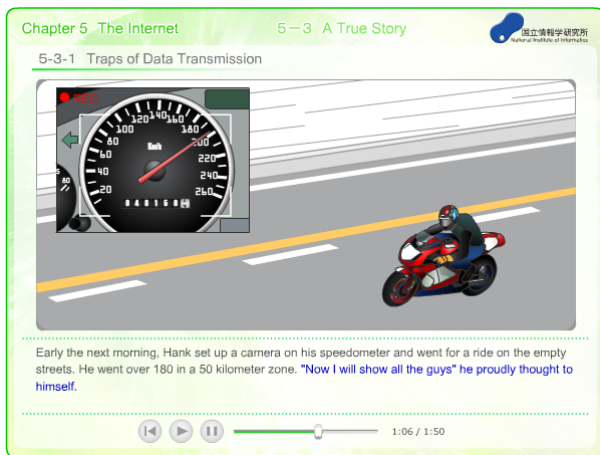 Chapter 5 The Internet
5－3 A True Story
国立情報学研究所
National Institute of Informatics
5-3-1 Traps of Data Transmission
REC
20
40
60
80
100
120
140
160
180
200
220
240
260
Km/h
60
Early the next morning, Hank set up a camera on his speedometer and went for a ride on the empty
streets. He went over 180 in a 50 kilometer zone. "Now I will show all the guys" he proudly thought to
himself.
1:06 / 1:50